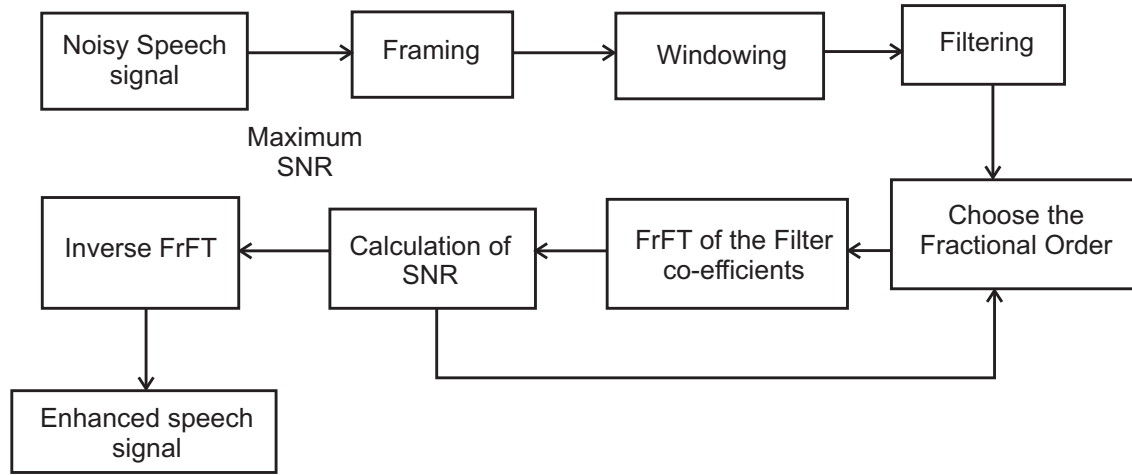 Noisy Speech
signal
Framing
Windowing
Filtering
Maximum
SNR
Choose the
Fractional Order
FrFT of the Filter
co-efficients
Calculation of
SNR
Inverse FrFT
Enhanced speech
signal